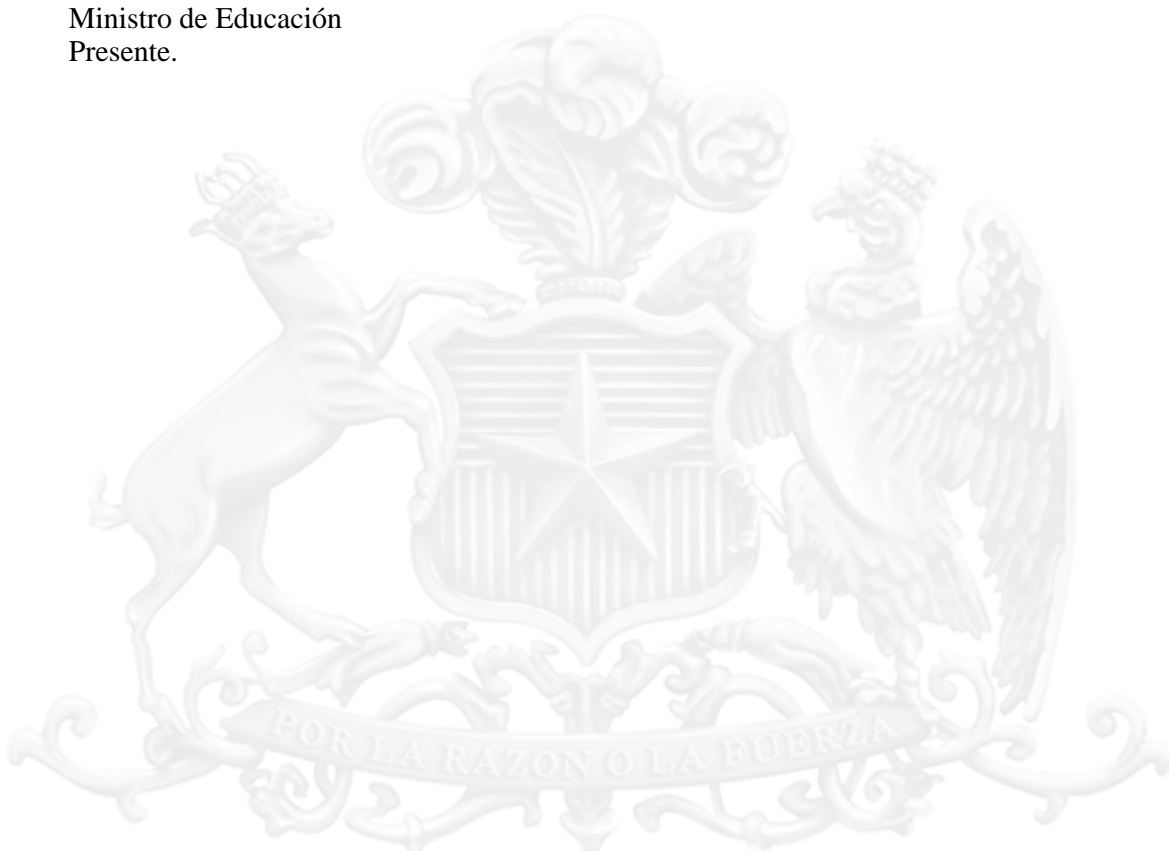 Ministro de Educación
Presente.
POR LA RAZON O LA FUERZA